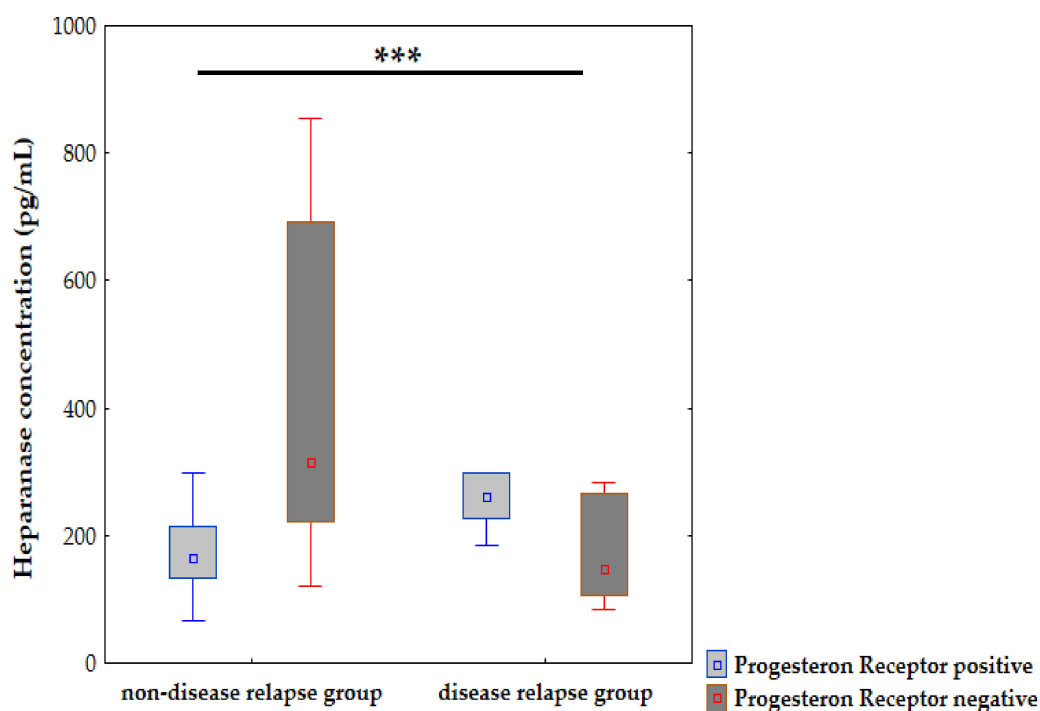 ***
1000
800
600
400
200
0
Heparanase concentration (pg/mL)
non-disease relapse group
disease relapse group
Progesteron Receptor positive
Progesteron Receptor negative